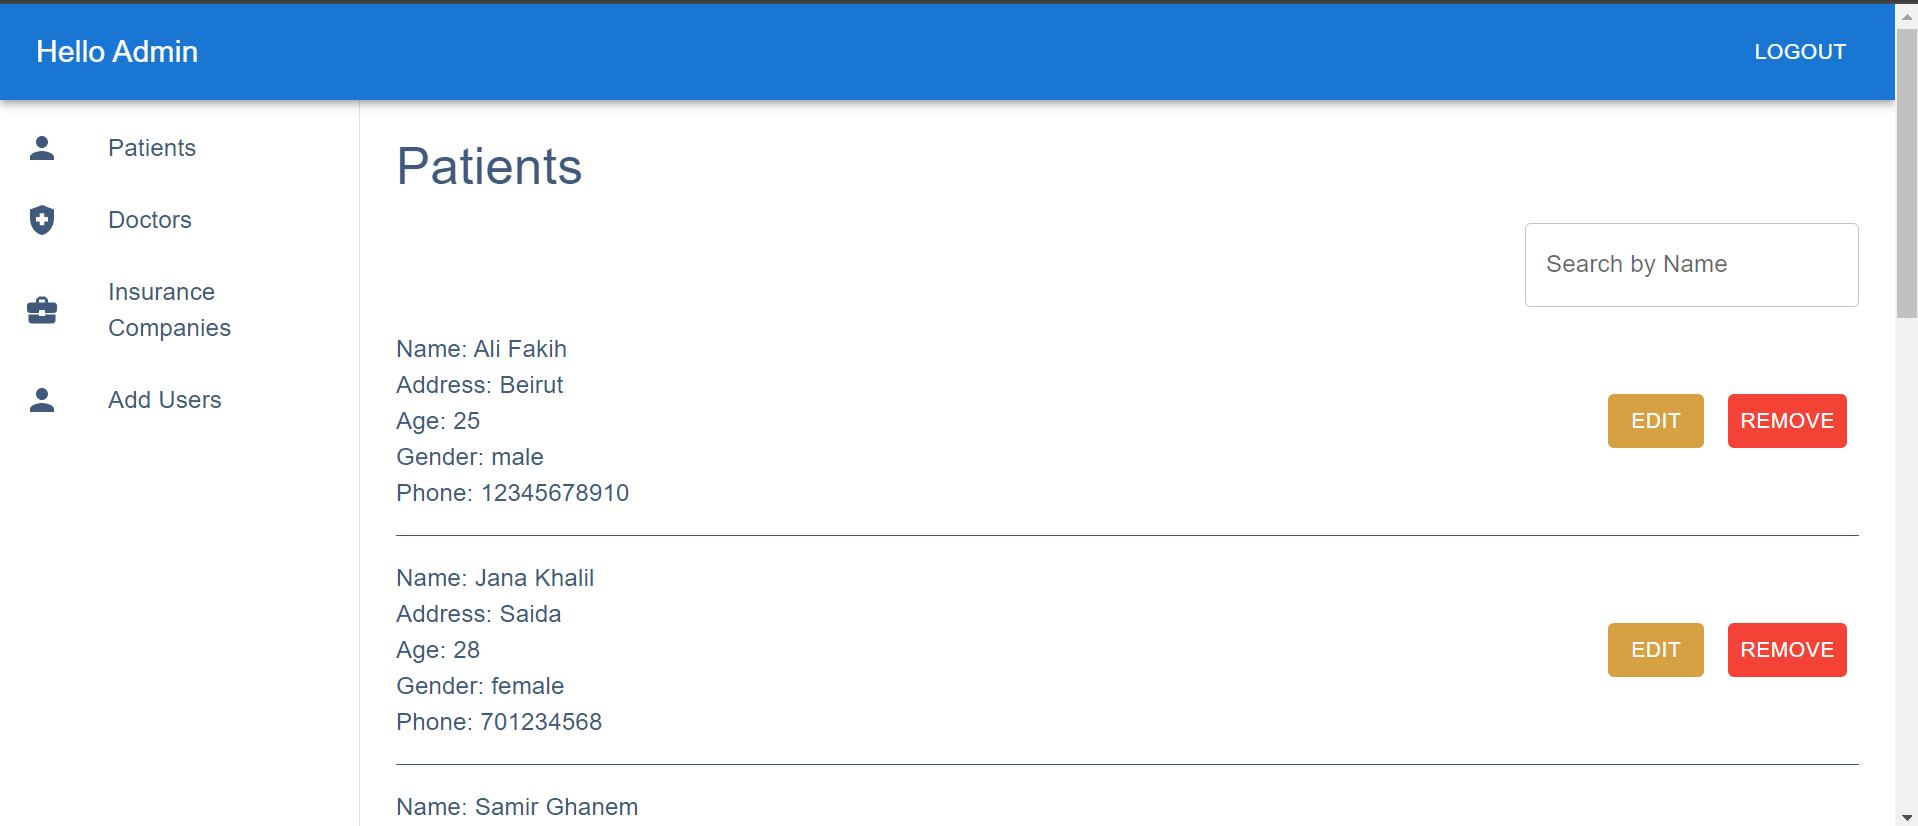 Hello Admin
LOGOUT
Patients
Doctors
Insurance
Companies
Add Users
Patients
Search by Name
Name: Ali Fakih
Address: Beirut
Age: 25
Gender: male
Phone: 12345678910
EDIT
REMOVE
Name: Jana Khalil
Address: Saida
Age: 28
Gender: female
Phone: 701234568
EDIT
REMOVE
Name: Samir Ghanem